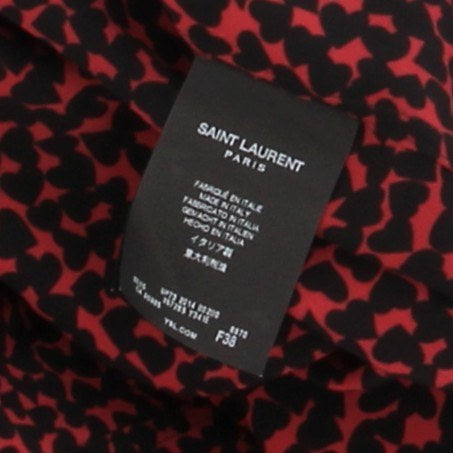 SAINT LAURENT
PARIS
FABRIQUÉ EN ITALIE
MADE IN ITALY
FABBRICATO IN ITALIA
GEMACHT IN ITALIEN
HECHO EN ITALIA
イタリア製
意大利制造
2014
YSL.COM
F38